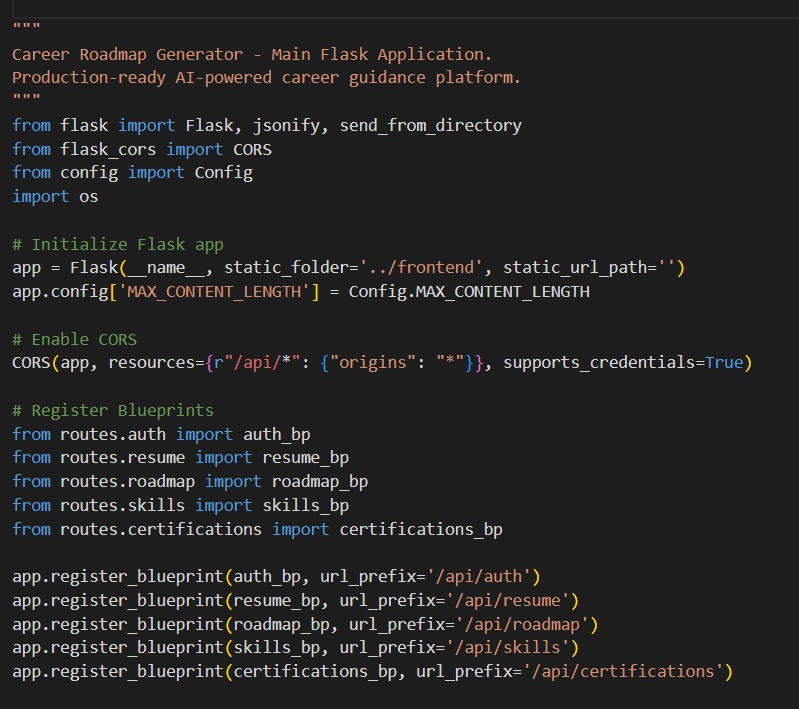 """
Career Roadmap Generator - Main Flask Application.
Production-ready AI-powered career guidance platform.
"""
from flask import Flask, jsonify, send_from_directory
from flask_cors import CORS
from config import Config
import os
# Initialize Flask app
app = Flask(__name__, static_folder='../frontend', static_url_path='')
app.config['MAX_CONTENT_LENGTH'] = Config.MAX_CONTENT_LENGTH
# Enable CORS
CORS(app, resources={r"/api/*": {"origins": "*"}}, supports_credentials=True)
# Register Blueprints
from routes.auth import auth_bp
from routes.resume import resume_bp
from routes.roadmap import roadmap_bp
from routes.skills import skills_bp
from routes.certifications import certifications_bp
app.register_blueprint(auth_bp, url_prefix='/api/auth')
app.register_blueprint(resume_bp, url_prefix='/api/resume')
app.register_blueprint(roadmap_bp, url_prefix='/api/roadmap')
app.register_blueprint(skills_bp, url_prefix='/api/skills')
app.register_blueprint(certifications_bp, url_prefix='/api/certifications')